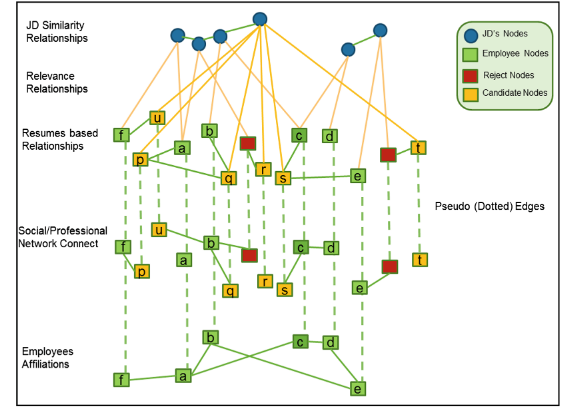 JD Similarity
Relationships
JD's Nodes
Employee Nodes
Reject Nodes
Candidate Nodes
Relevance
Relationships
Resumes based
Relationships
f
u
p
a
b
q
r
s
c
d
e
t
Pseudo (Dotted) Edges
Social/Professional
Network Connect
f
u
p
a
b
q
r
s
c
d
e
t
Employees
Affiliations
f
a
b
c
d
e